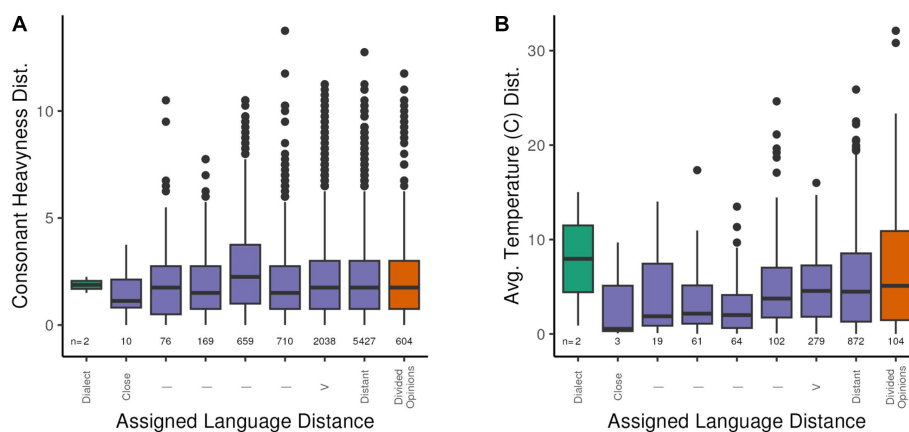 A
Consonant Heavyness Dist.
10
5
0
n=2 10 76 169 659 710 2038 5427 604
Dialect Close | | | | V Distant Divided Opinions
Assigned Language Distance
B
Avg. Temperature (C) Dist.
30
20
10
0
n=2 3 19 61 64 102 279 872 104
Dialect Close | | | | V Distant Divided Opinions
Assigned Language Distance